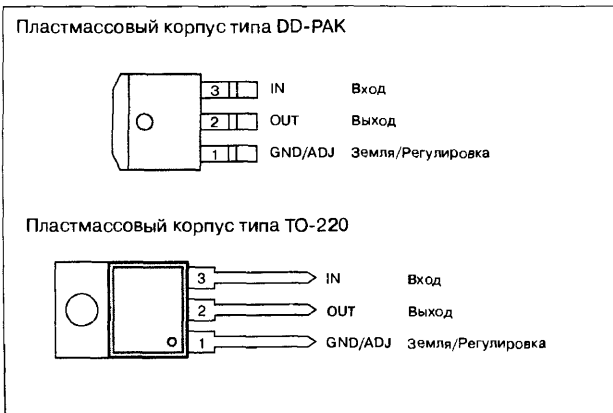 Пластмассовый корпус типа DD-PAK
3 IN Вход
2 OUT Выход
1 GND/ADJ Земля/Регулировка
Пластмассовый корпус типа TO-220
3 IN Вход
2 OUT Выход
1 GND/ADJ Земля/Регулировка